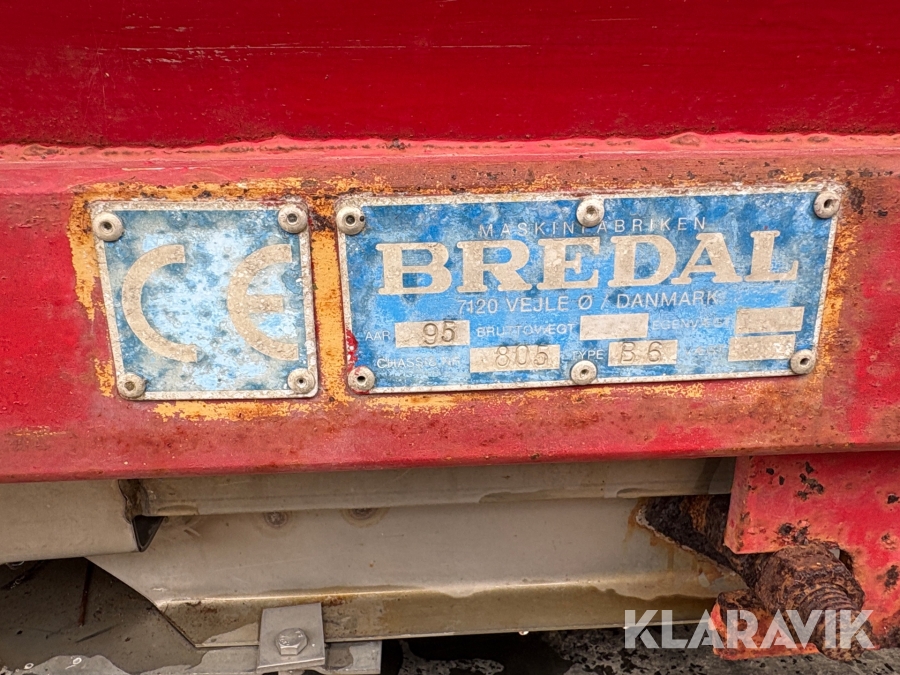 CE
MASKINFABRIKEN
BREDAL
7120 VEJLE Ø / DANMARK
AAR 95 BRUTTOVÆGT EGENVÆGT
CHASSIS NR. 805 TYPE B 6
KLARAVIK